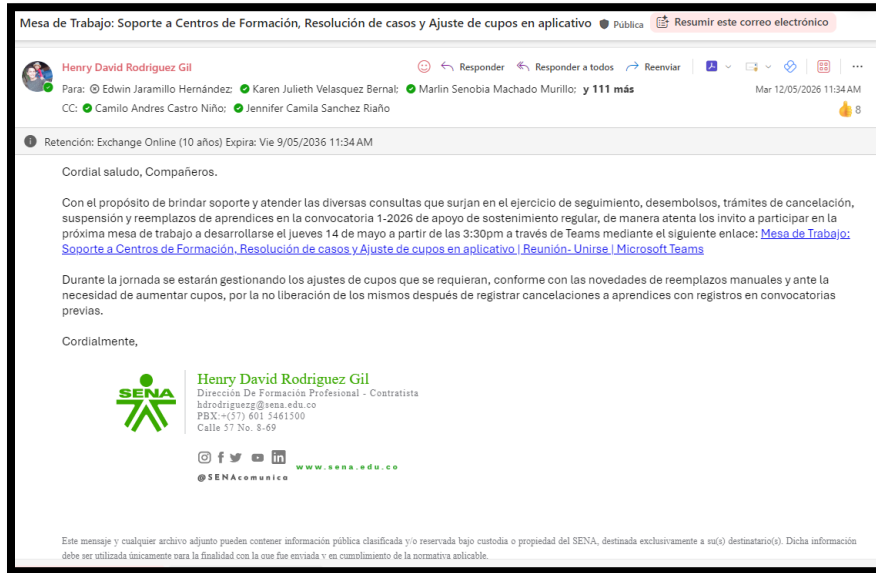 Mesa de Trabajo: Soporte a Centros de Formación, Resolución de casos y Ajuste de cupos en aplicativo Pública Resumir este correo electrónico
Henry David Rodriguez Gil Responder Responder a todos Reenviar
Para: Edwin Jaramillo Hernández; Karen Julieth Velasquez Bernal; Marlin Senobia Machado Murillo; y 111 más Mar 12/05/2026 11:34 AM
CC: Camilo Andres Castro Niño; Jennifer Camila Sanchez Riaño 8
Retención: Exchange Online (10 años) Expira: Vie 9/05/2036 11:34 AM
Cordial saludo, Compañeros.
Con el propósito de brindar soporte y atender las diversas consultas que surjan en el ejercicio de seguimiento, desembolsos, trámites de cancelación,
suspensión y reemplazos de aprendices en la convocatoria 1-2026 de apoyo de sostenimiento regular, de manera atenta los invito a participar en la
próxima mesa de trabajo a desarrollarse el jueves 14 de mayo a partir de las 3:30pm a través de Teams mediante el siguiente enlace: Mesa de Trabajo:
Soporte a Centros de Formación, Resolución de casos y Ajuste de cupos en aplicativo | Reunión- Unirse | Microsoft Teams
Durante la jornada se estarán gestionando los ajustes de cupos que se requieran, conforme con las novedades de reemplazos manuales y ante la
necesidad de aumentar cupos, por la no liberación de los mismos después de registrar cancelaciones a aprendices con registros en convocatorias
previas.
Cordialmente,
SENA
Henry David Rodriguez Gil
Dirección De Formación Profesional - Contratista
hdrodriguezg@sena.edu.co
PBX:+(57) 601 5461500
Calle 57 No. 8-69
www.sena.edu.co
@SENAcomunica
Este mensaje y cualquier archivo adjunto pueden contener información pública clasificada y/o reservada bajo custodia o propiedad del SENA, destinada exclusivamente a su(s) destinatario(s). Dicha información
debe ser utilizada únicamente para la finalidad con la que fue enviada y en cumplimiento de la normativa aplicable.